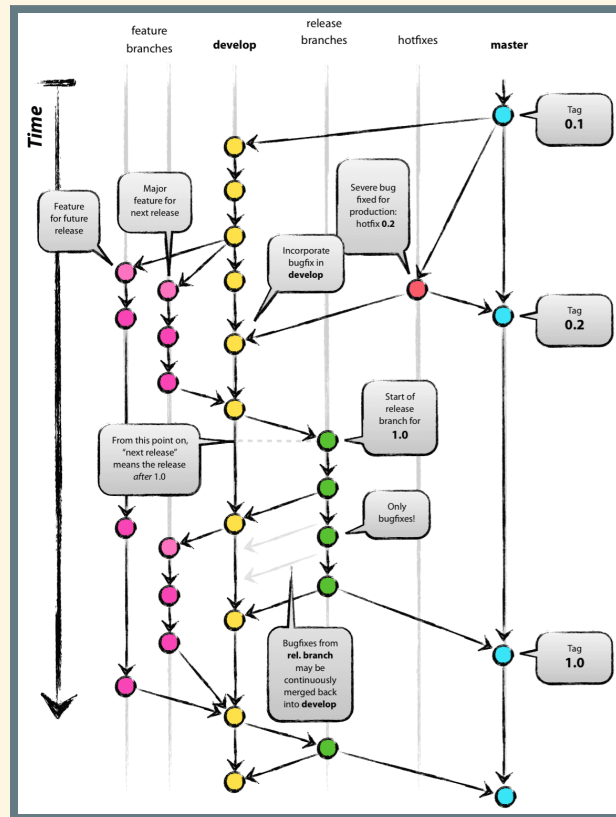 feature
branches
develop
release
branches
hotfixes
master
Time
Tag
0.1
Feature
for future
release
Major
feature for
next release
Severe bug
fixed for
production:
hotfix 0.2
Incorporate
bugfix in
develop
Tag
0.2
Start of
release
branch for
1.0
From this point on,
“next release”
means the release
after 1.0
Only
bugfixes!
Bugfixes from
rel. branch
may be
continuously
merged back
into develop
Tag
1.0